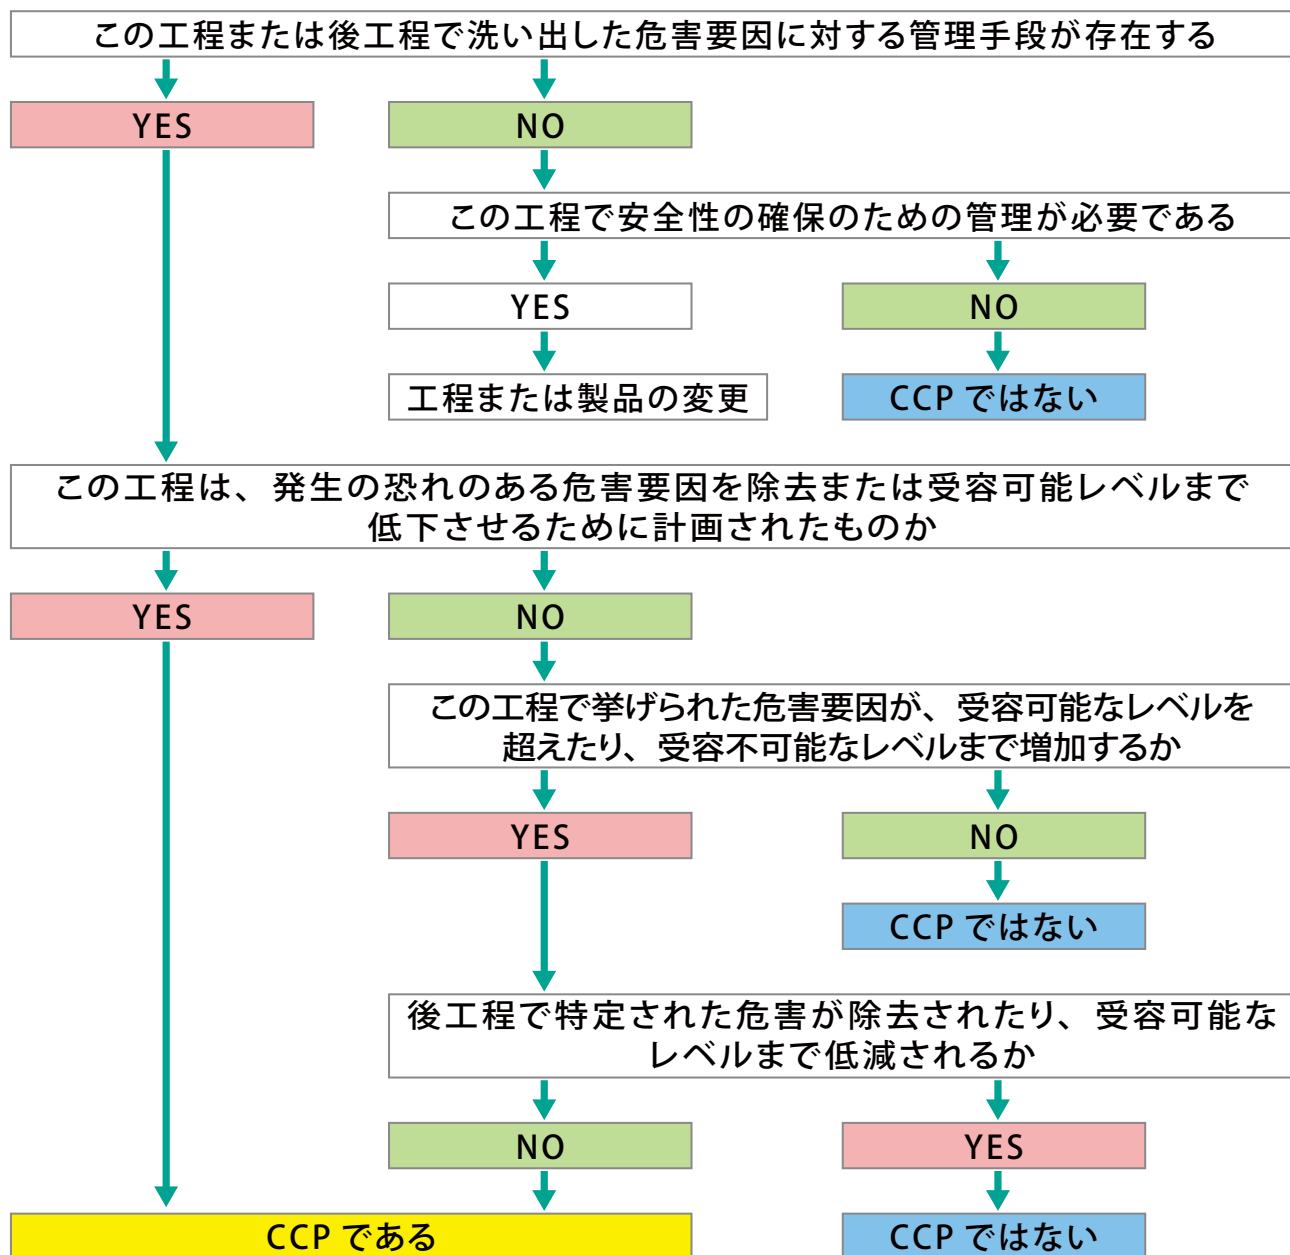 この工程または後工程で洗い出した危害要因に対する管理手段が存在する
YES
NO
この工程で安全性の確保のための管理が必要である
YES
NO
工程または製品の変更
CCP ではない
この工程は、発生の恐れのある危害要因を除去または受容可能レベルまで
低下させるために計画されたものか
YES
NO
この工程で挙げられた危害要因が、受容可能なレベルを
超えたり、受容不可能なレベルまで増加するか
YES
NO
CCP ではない
後工程で特定された危害が除去されたり、受容可能な
レベルまで低減されるか
NO
YES
CCP である
CCP ではない